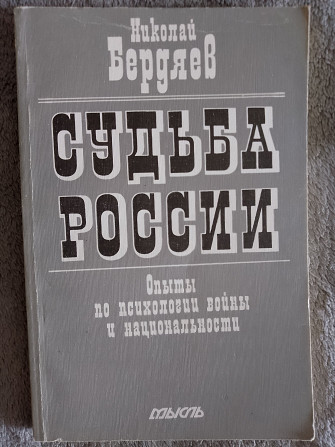 Николай
Бердяев
СУДЬБА
РОССИИ
Опыты
по психологии войны
и национальности
МЫСЛЬ